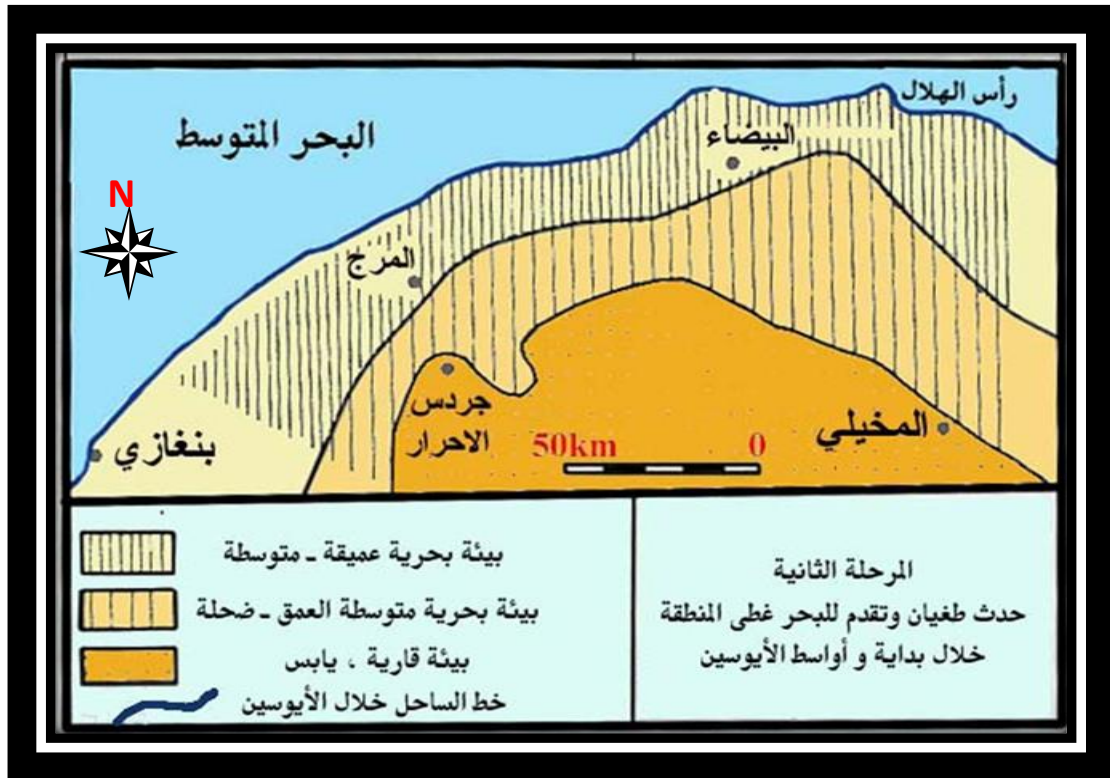 رأس الهلال
البحر المتوسط
البيضاء
N
المرج
جردس
الاحرار
المخيلي
بنغازي
50km 0
بيئة بحرية عميقة - متوسطة
بيئة بحرية متوسطة العمق - ضحلة
بيئة قارية ، يابس
خط الساحل خلال الأيوسين
المرحلة الثانية
حدث طغيان وتقدم للبحر غطى المنطقة
خلال بداية و أواسط الأيوسين